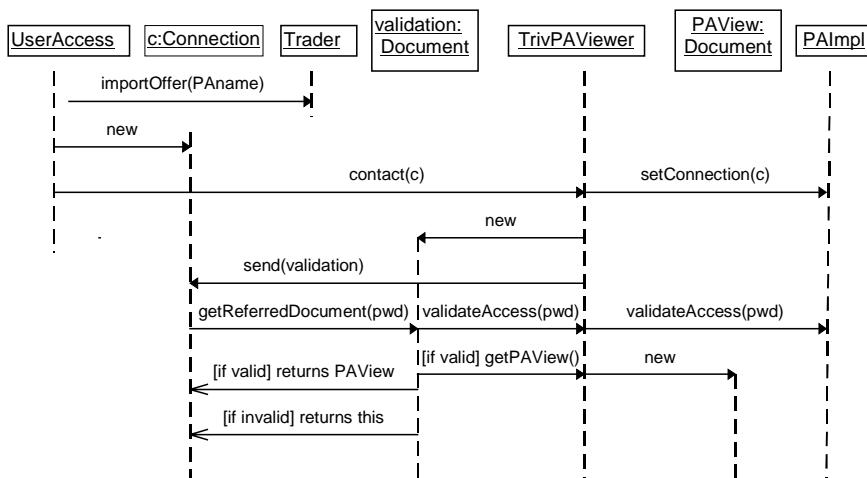 UserAccess
c:Connection
Trader
validation:
Document
TrivPAViewer
PAView:
Document
PAImpl
importOffer(PAname)
new
contact(c)
setConnection(c)
new
send(validation)
getReferredDocument(pwd)
validateAccess(pwd)
validateAccess(pwd)
[if valid] getPAView()
new
[if valid] returns PAView
[if invalid] returns this